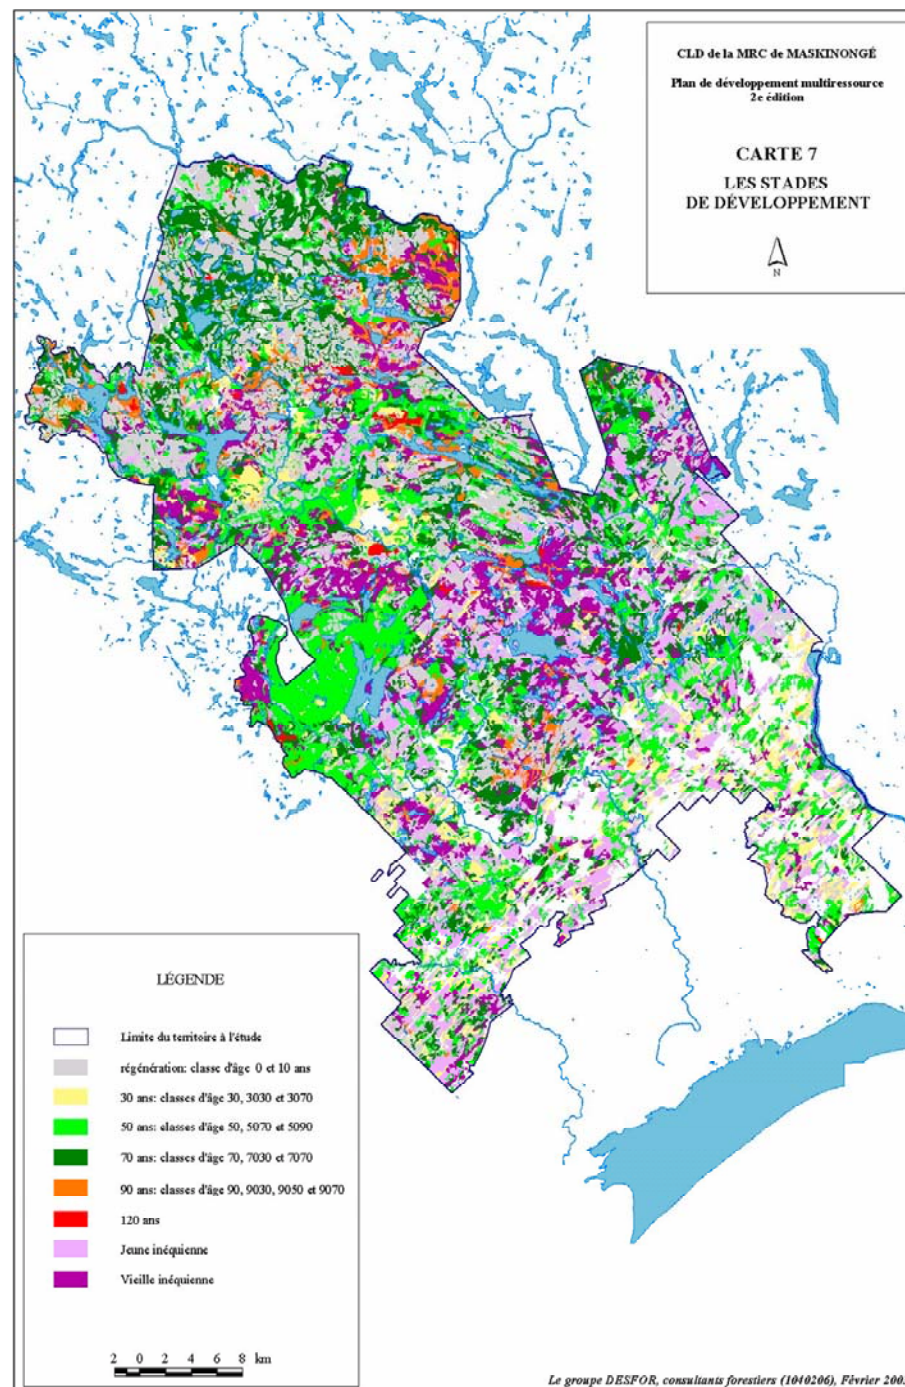 CLD de la MRC de MASKINONGÉ
Plan de développement multiressource
2e édition
CARTE 7
LES STADES
DE DÉVELOPPEMENT
N
LÉGENDE
Limite du territoire à l'étude
régénération: classe d'âge 0 et 10 ans
30 ans: classes d'âge 30, 3030 et 3070
50 ans: classes d'âge 50, 5070 et 5090
70 ans: classes d'âge 70, 7030 et 7070
90 ans: classes d'âge 90, 9030, 9050 et 9070
120 ans
Jeune inéquienne
Vieille inéquienne
2 0 2 4 6 8 km
Le groupe DESFOR, consultants forestiers (1040206), Février